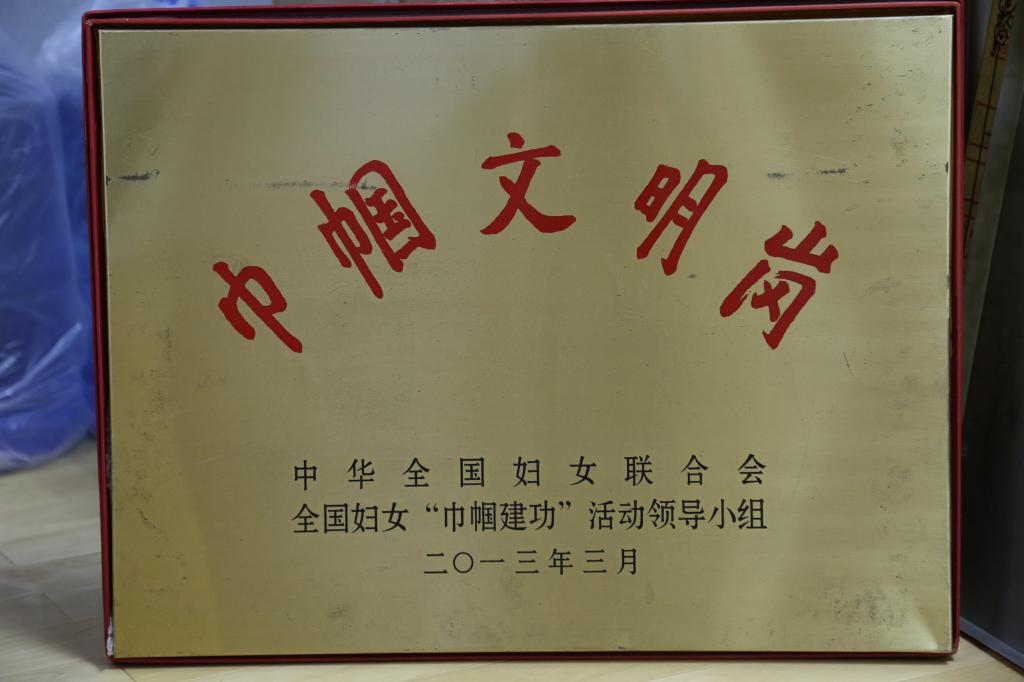 巾帼文明岗
中华全国妇女联合会
全国妇女“巾帼建功”活动领导小组
二〇一三年三月